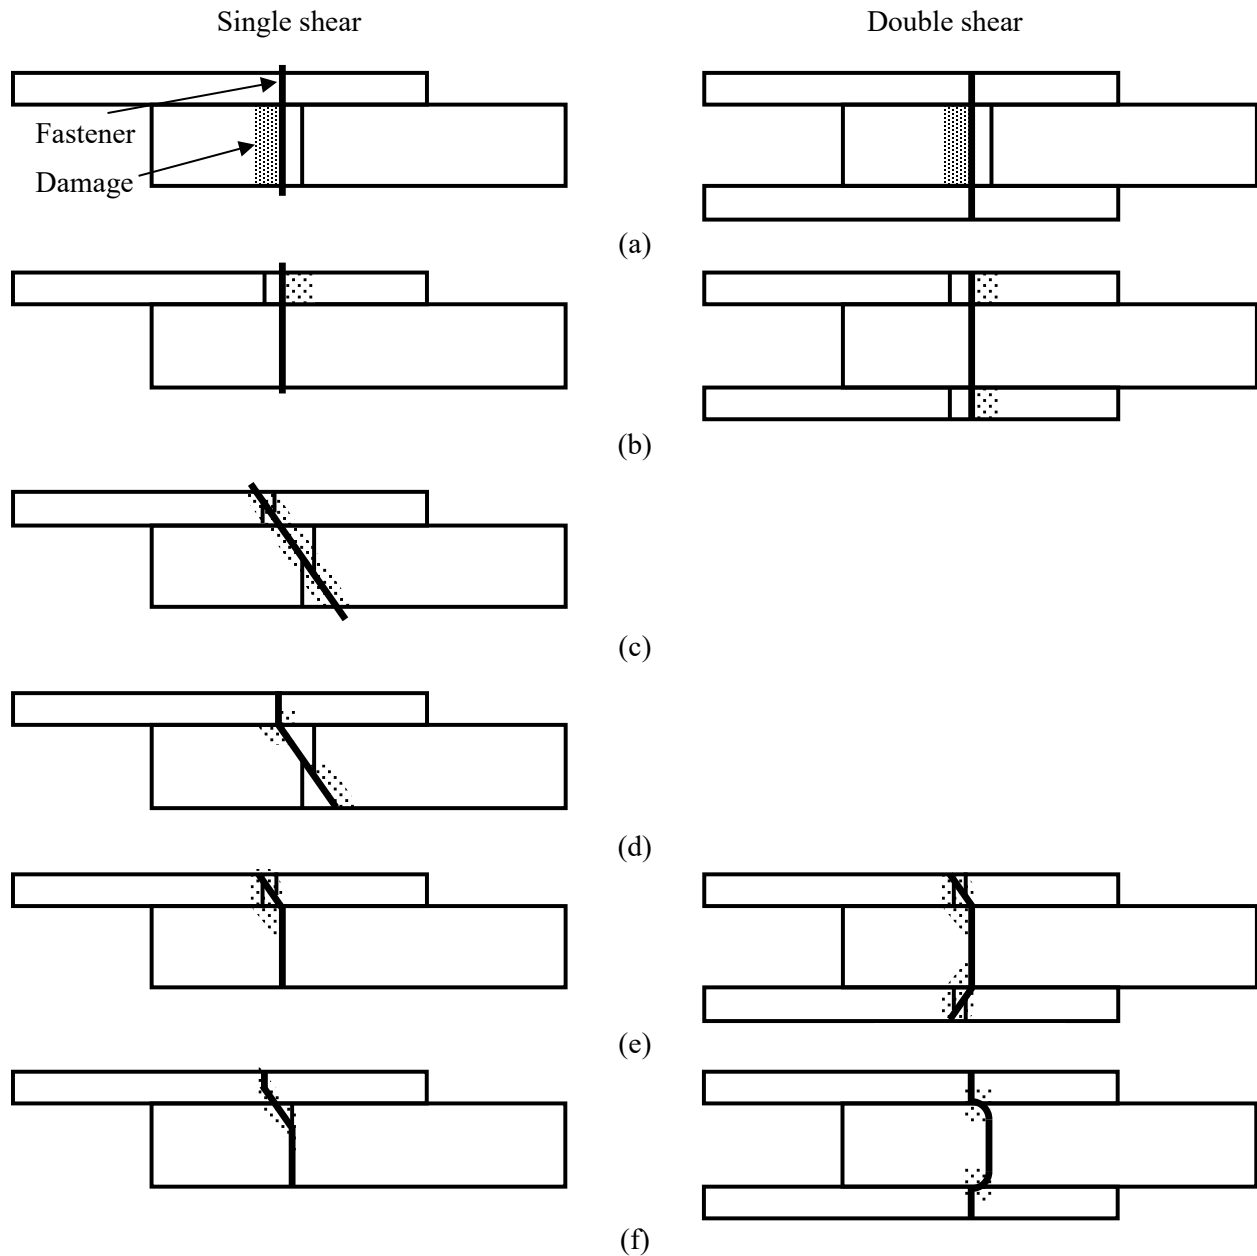 Single shear
Double shear
Fastener
Damage
(a)
(b)
(c)
(d)
(e)
(f)